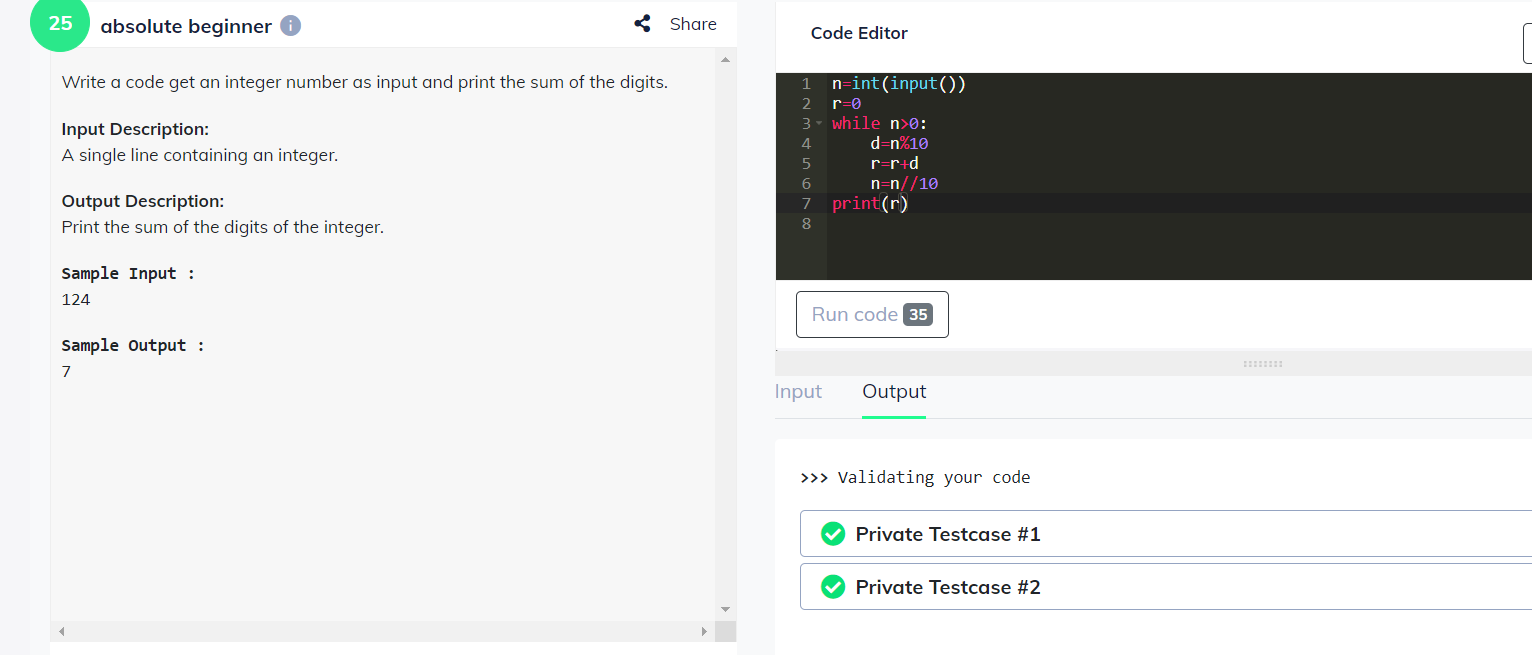 25
absolute beginner i
Share
Write a code get an integer number as input and print the sum of the digits.
Input Description:
A single line containing an integer.
Output Description:
Print the sum of the digits of the integer.
Sample Input :
124
Sample Output :
7
Code Editor
1 n=int(input())
2 r=0
3 while n>0:
4     d=n%10
5     r=r+d
6     n=n//10
7 print(r)
8
Run code 35
Input Output
>>> Validating your code
Private Testcase #1
Private Testcase #2